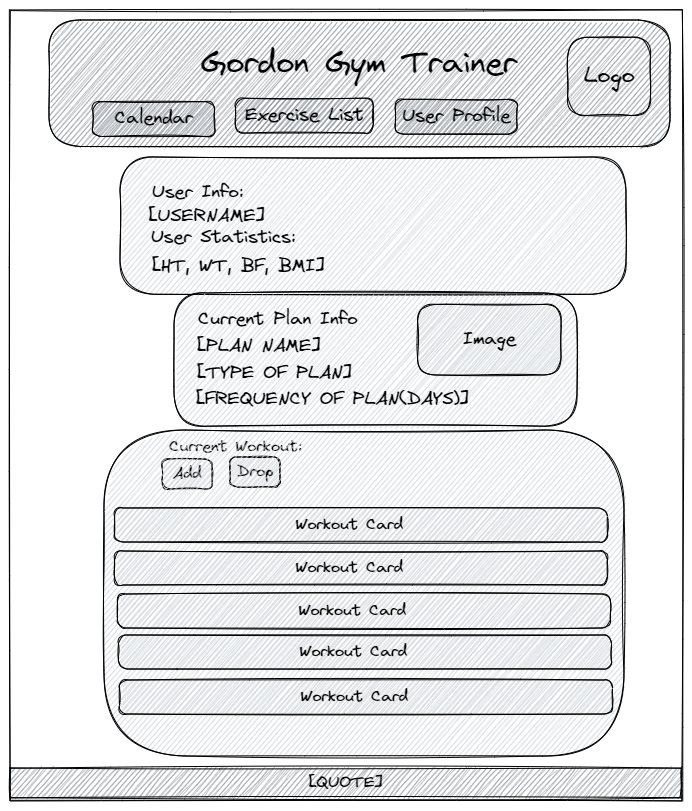 Gordon Gym Trainer
Logo
Calendar
Exercise List
User Profile
User Info:
[USERNAME]
User Statistics:
[HT, WT, BF, BMI]
Current Plan Info
[PLAN NAME]
[TYPE OF PLAN]
[FREQUENCY OF PLAN(DAYS)]
Image
Current Workout:
Add
Drop
Workout Card
Workout Card
Workout Card
Workout Card
Workout Card
[QUOTE]